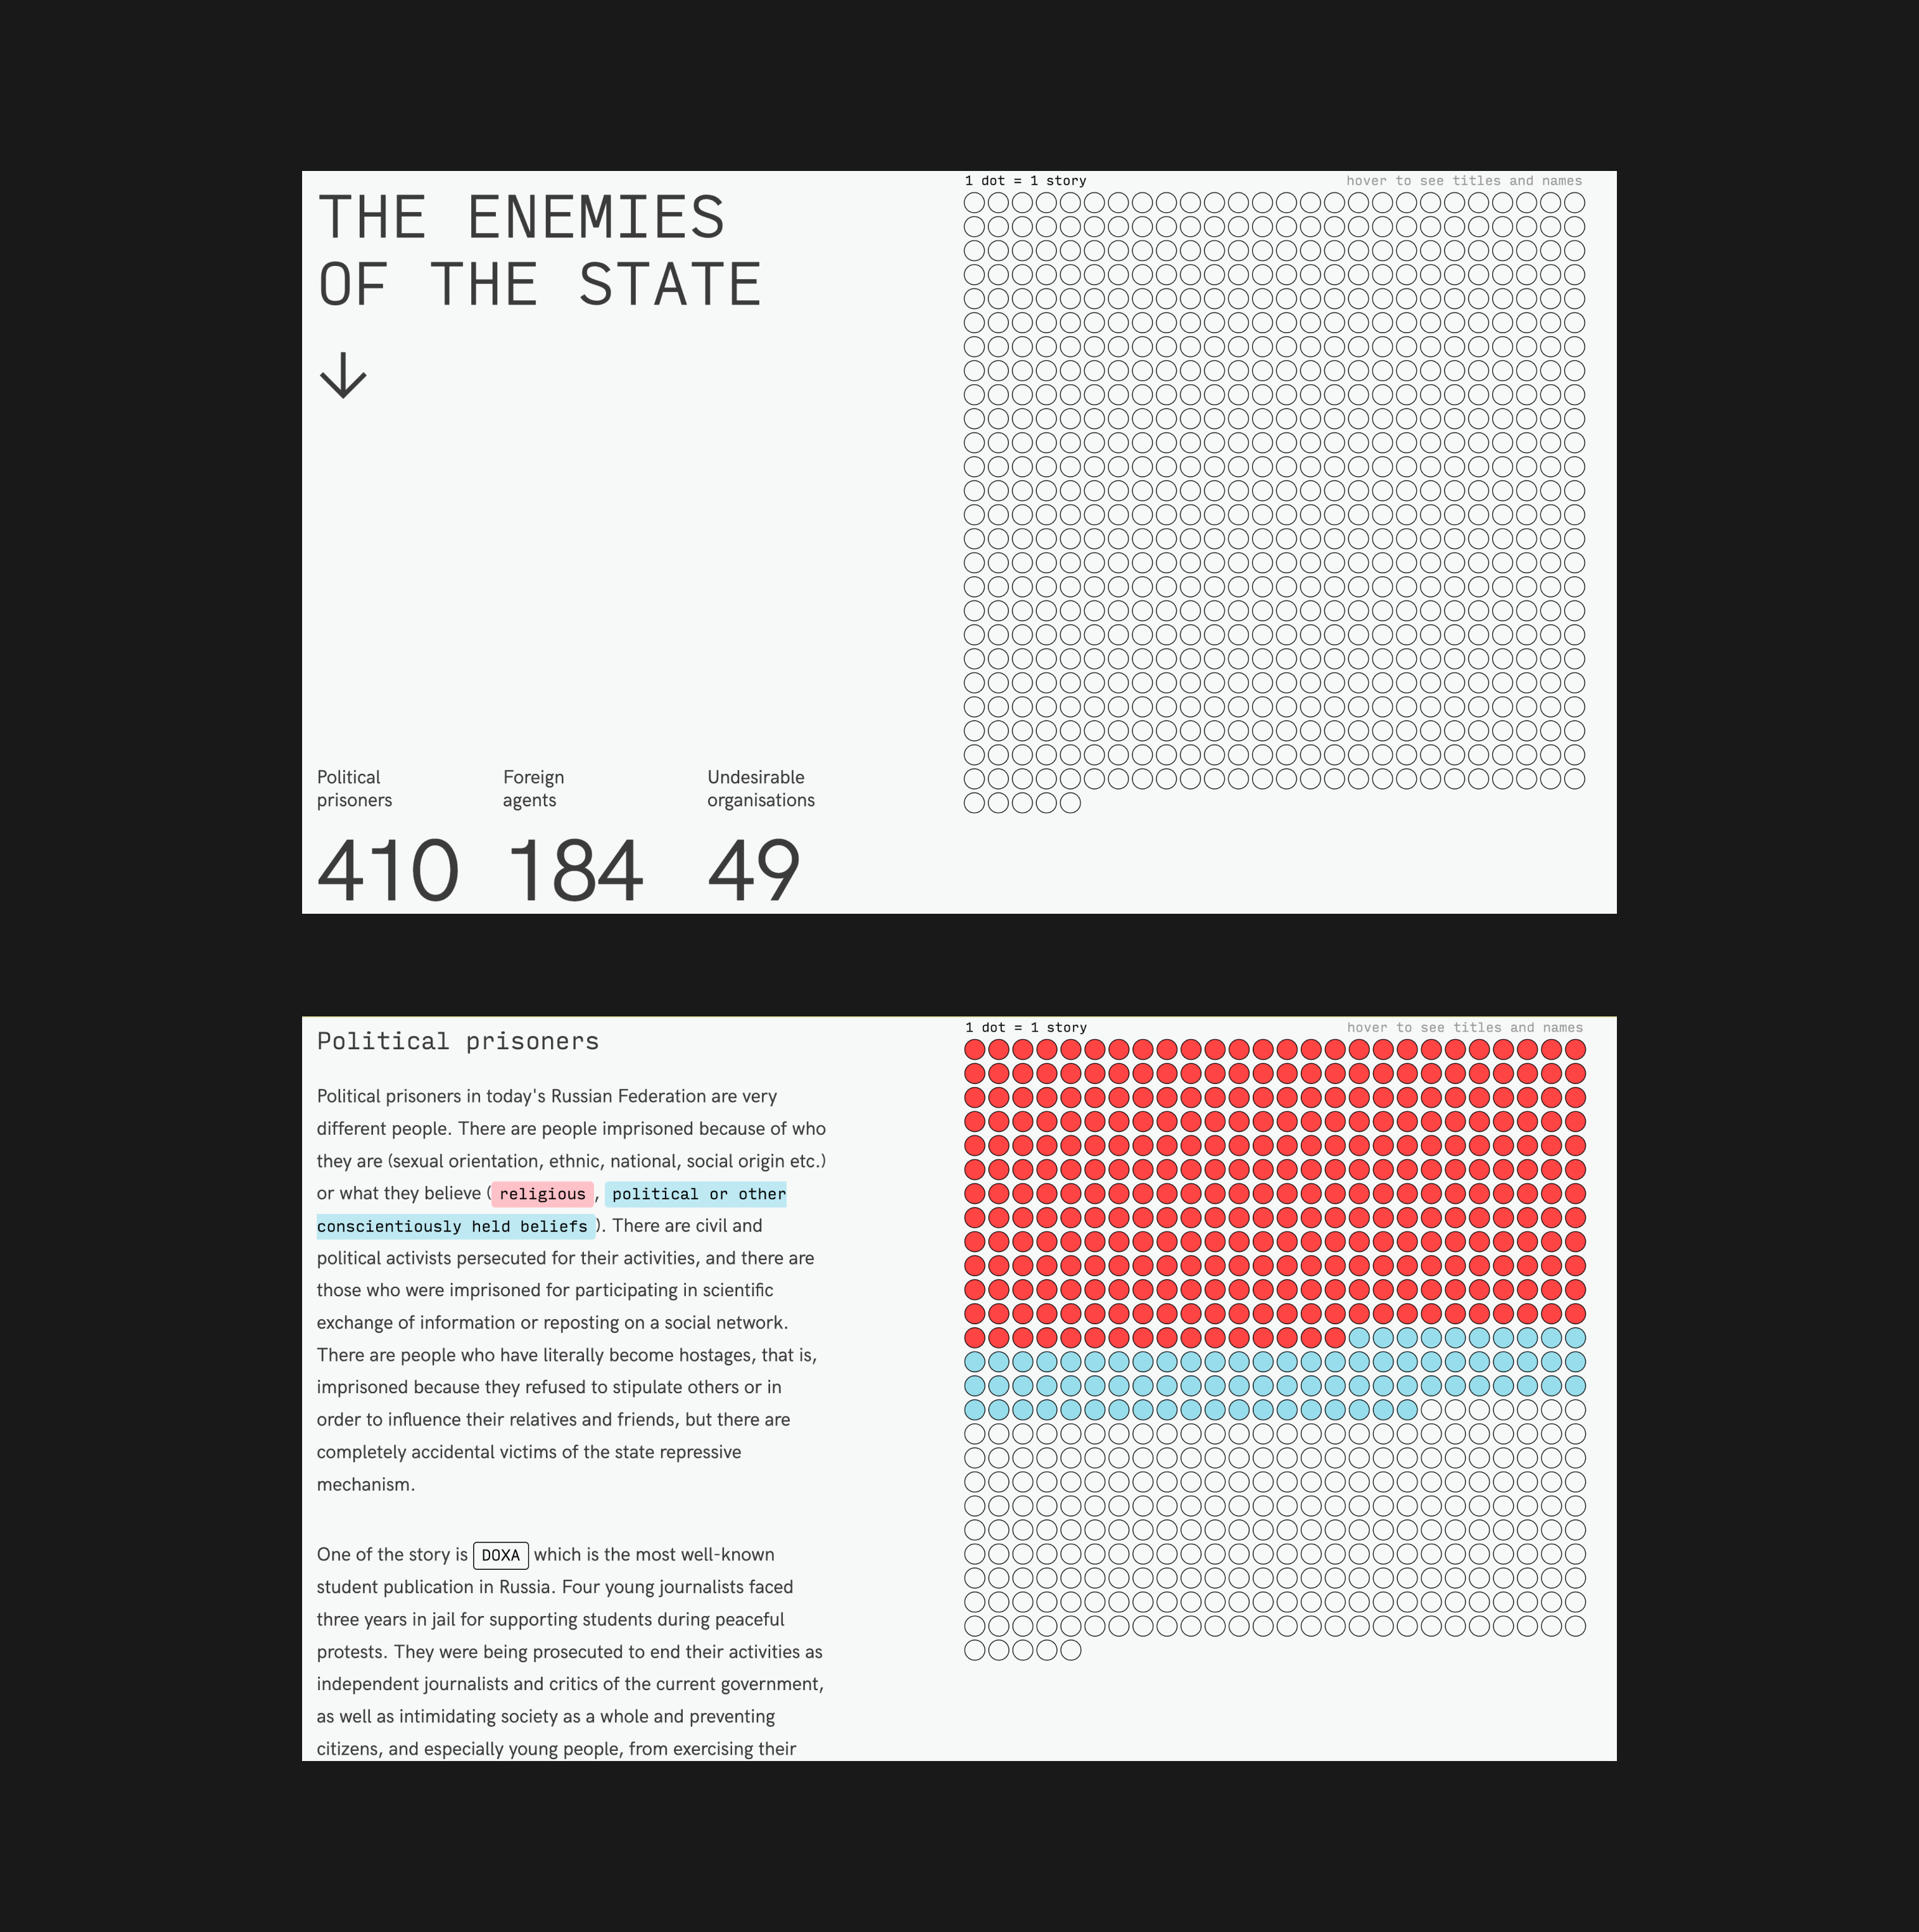 THE ENEMIES
OF THE STATE
1 dot = 1 story
hover to see titles and names
Political
prisoners
410
Foreign
agents
184
Undesirable
organisations
49
Political prisoners
Political prisoners in today's Russian Federation are very
different people. There are people imprisoned because of who
they are (sexual orientation, ethnic, national, social origin etc.)
or what they believe ( religious , political or other
conscientiously held beliefs ). There are civil and
political activists persecuted for their activities, and there are
those who were imprisoned for participating in scientific
exchange of information or reposting on a social network.
There are people who have literally become hostages, that is,
imprisoned because they refused to stipulate others or in
order to influence their relatives and friends, but there are
completely accidental victims of the state repressive
mechanism.
One of the story is DOXA which is the most well-known
student publication in Russia. Four young journalists faced
three years in jail for supporting students during peaceful
protests. They were being prosecuted to end their activities as
independent journalists and critics of the current government,
as well as intimidating society as a whole and preventing
citizens, and especially young people, from exercising their
1 dot = 1 story
hover to see titles and names